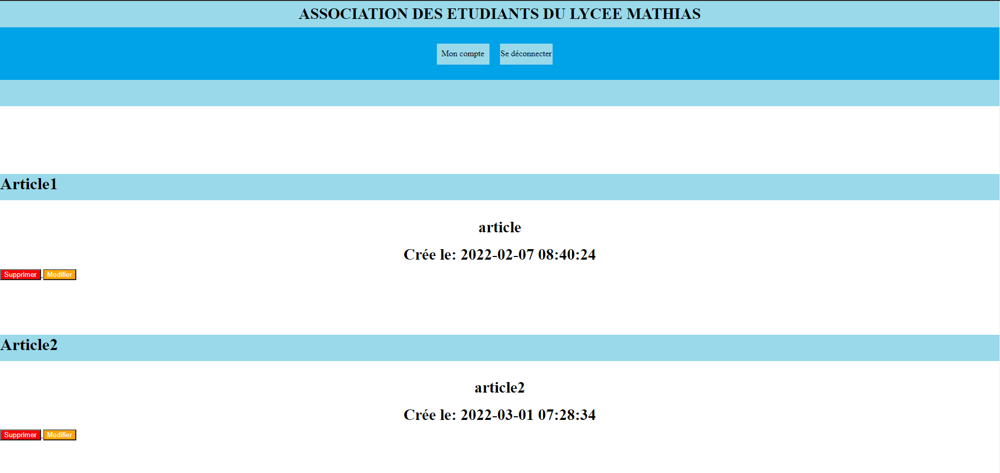 ASSOCIATION DES ETUDIANTS DU LYCEE MATHIAS
Mon compte Se déconnecter
Article1
article
Crée le: 2022-02-07 08:40:24
Supprimer Modifier
Article2
article2
Crée le: 2022-03-01 07:28:34
Supprimer Modifier